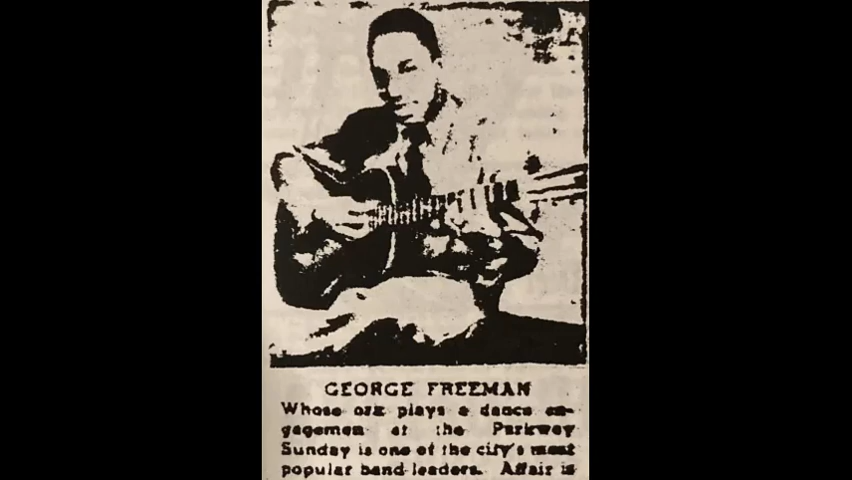 GEORGE FREEMAN
Whose ork plays a dance en-
gagemen at the Parkway
Sunday is one of the city's most
popular band leaders. Affair is